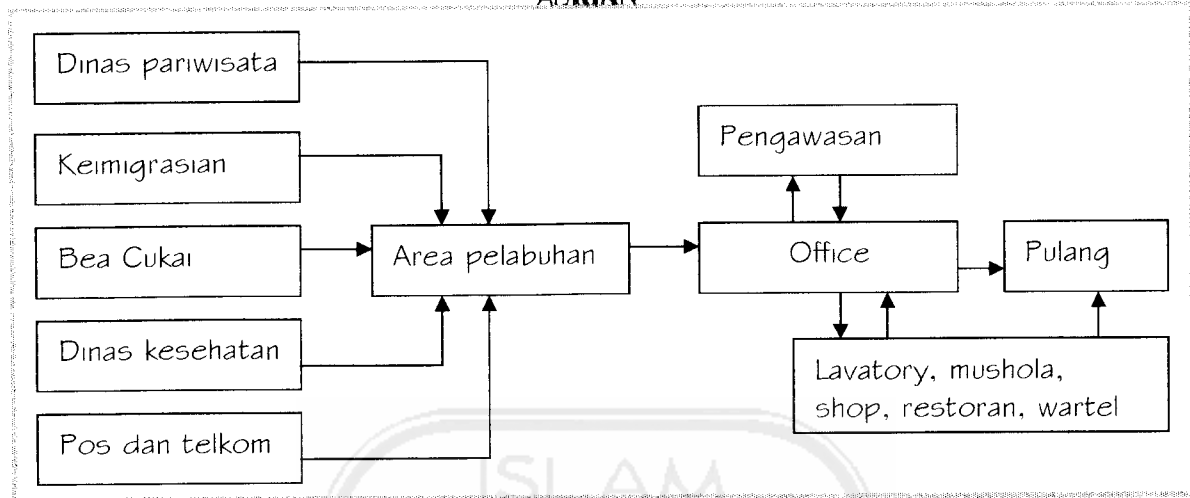 Dinas pariwisata
Keimigrasian
Bea Cukai
Dinas kesehatan
Pos dan telkom
Area pelabuhan
Pengawasan
Office
Pulang
Lavatory, mushola,
shop, restoran, wartel
ISLAM